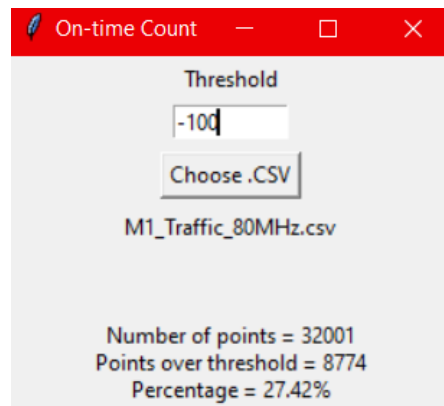 On-time Count
Threshold
-100
Choose .CSV
M1_Traffic_80MHz.csv
Number of points = 32001
Points over threshold = 8774
Percentage = 27.42%